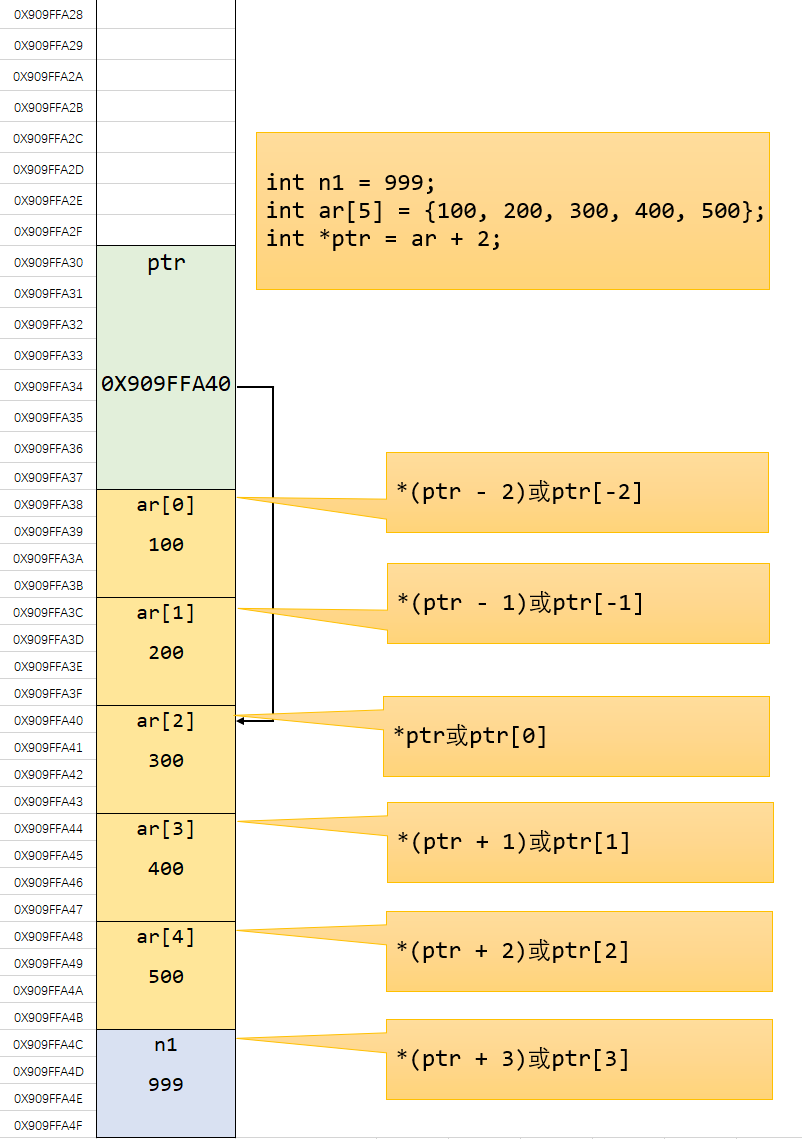 0X909FFA28
0X909FFA29
0X909FFA2A
0X909FFA2B
0X909FFA2C
0X909FFA2D
0X909FFA2E
0X909FFA2F
0X909FFA30
0X909FFA31
0X909FFA32
0X909FFA33
0X909FFA34
0X909FFA35
0X909FFA36
0X909FFA37
0X909FFA38
0X909FFA39
0X909FFA3A
0X909FFA3B
0X909FFA3C
0X909FFA3D
0X909FFA3E
0X909FFA3F
0X909FFA40
0X909FFA41
0X909FFA42
0X909FFA43
0X909FFA44
0X909FFA45
0X909FFA46
0X909FFA47
0X909FFA48
0X909FFA49
0X909FFA4A
0X909FFA4B
0X909FFA4C
0X909FFA4D
0X909FFA4E
0X909FFA4F
ptr
0X909FFA40
ar[0]
100
ar[1]
200
ar[2]
300
ar[3]
400
ar[4]
500
n1
999
int n1 = 999;
int ar[5] = {100, 200, 300, 400, 500};
int *ptr = ar + 2;
*(ptr - 2)或ptr[-2]
*(ptr - 1)或ptr[-1]
*ptr或ptr[0]
*(ptr + 1)或ptr[1]
*(ptr + 2)或ptr[2]
*(ptr + 3)或ptr[3]